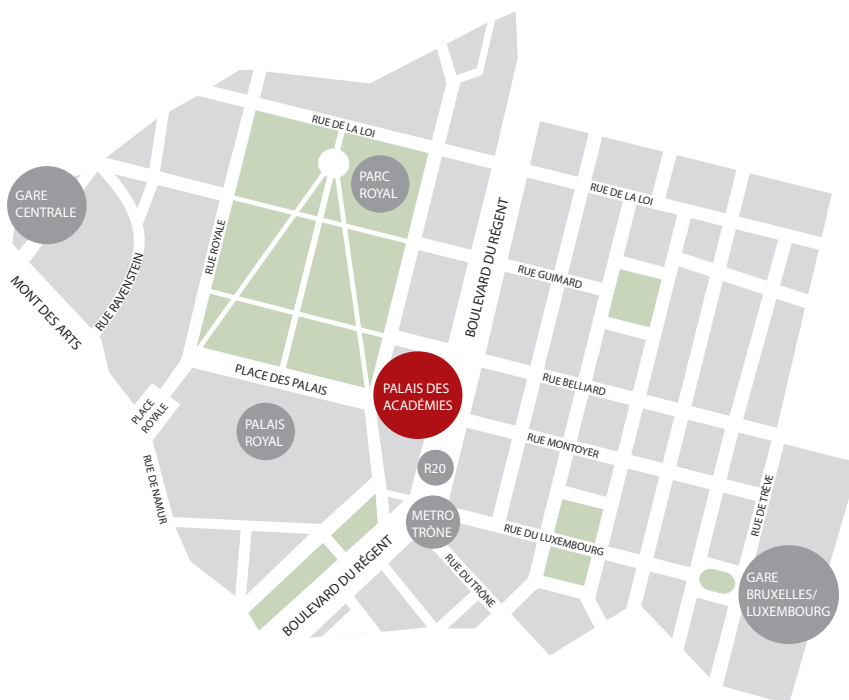 RUE DE LA LOI
PARC
ROYAL
GARE
CENTRALE
RUE DE LA LOI
RUE ROYALE
BOULEVARD DU RÉGENT
RUE GUIMARD
RUE RAVENSTEIN
MONT DES ARTS
PLACE DES PALAIS
PALAIS DES
ACADÉMIES
RUE BELLIARD
PLACE
ROYALE
PALAIS
ROYAL
RUE MONTOYER
R20
RUE DE NAMUR
RUE DE TRÈVE
METRO
TRÔNE
RUE DU LUXEMBOURG
BOULEVARD DU RÉGENT
RUE DU TRÔNE
GARE
BRUXELLES/
LUXEMBOURG